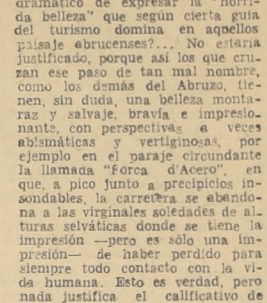 dramático de expresar la "horri-
da belleza" que según cierta guía
del turismo domina en aquellos
paisaje abrucenses?... No estaría
justificado, porque así los que cru-
zan ese paso de tan mal nombre,
como los demás del Abruzo, tie-
nen, sin duda, una belleza monta-
raz y salvaje, bravía e impresio-
nante, con perspectivas a veces
abismáticas y vertiginosas, por
ejemplo en el paraje circundante
la llamada "Forca d'Acero", en
que, a pico junto a precipicios in-
sondables, la carretera se abando-
na a las virginales soledades de al-
turas selváticas donde se tiene la
impresión —pero es sólo una im-
presión— de haber perdido para
siempre todo contacto con la vi-
da humana. Esto es verdad, pero
nada justifica el calificativo de